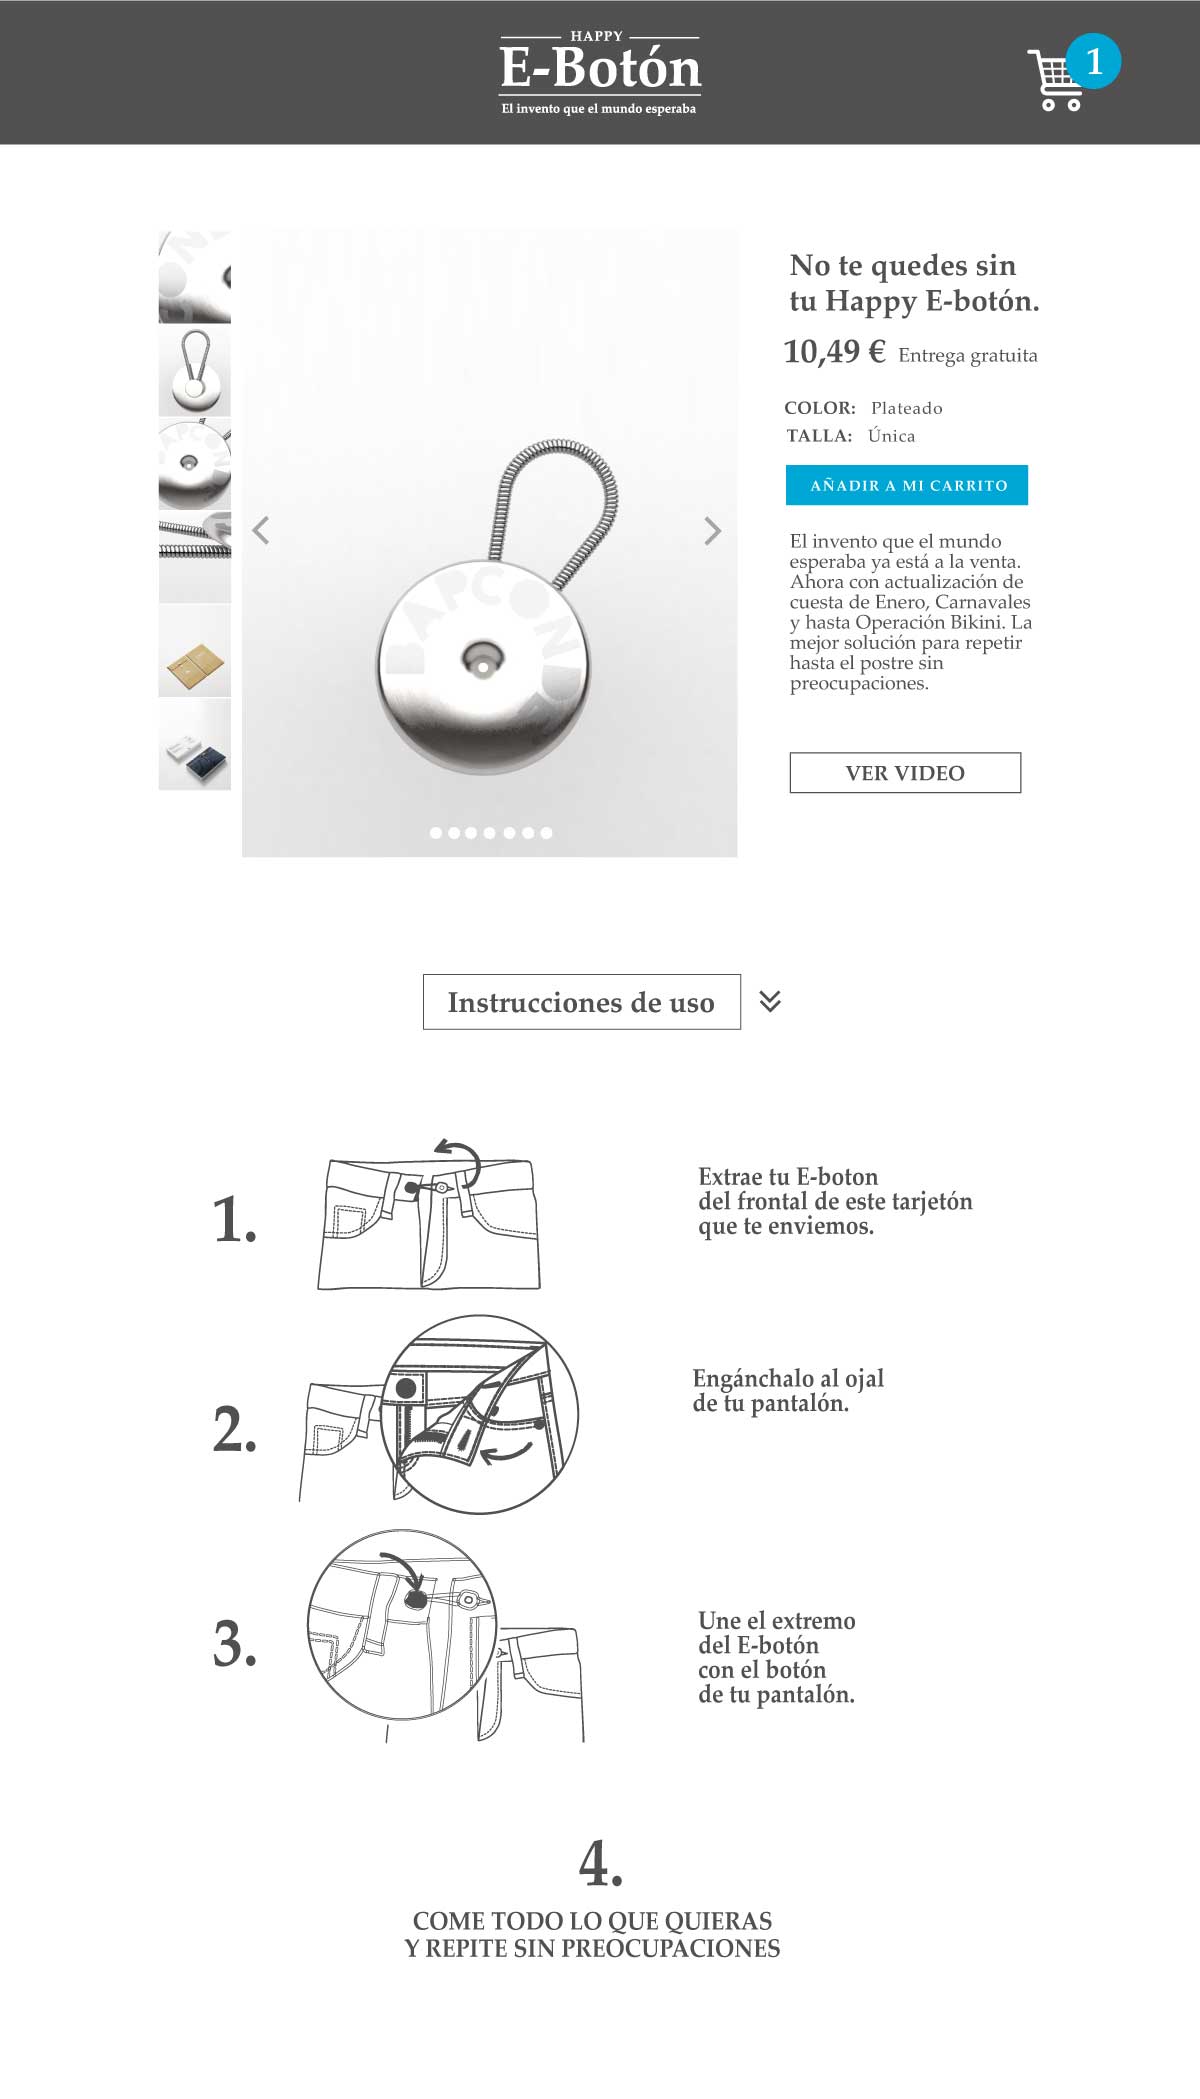 HAPPY
E-Botón
El invento que el mundo esperaba
1
No te quedes sin
tu Happy E-botón.
10,49 € Entrega gratuita
COLOR: Plateado
TALLA: Única
AÑADIR A MI CARRITO
El invento que el mundo
esperaba ya está a la venta.
Ahora con actualización de
cuesta de Enero, Carnavales
y hasta Operación Bikini. La
mejor solución para repetir
hasta el postre sin
preocupaciones.
VER VIDEO
BAPCOND
Instrucciones de uso
1.
Extrae tu E-boton
del frontal de este tarjetón
que te enviemos.
2.
Engánchalo al ojal
de tu pantalón.
3.
Une el extremo
del E-botón
con el botón
de tu pantalón.
4.
COME TODO LO QUE QUIERAS
Y REPITE SIN PREOCUPACIONES